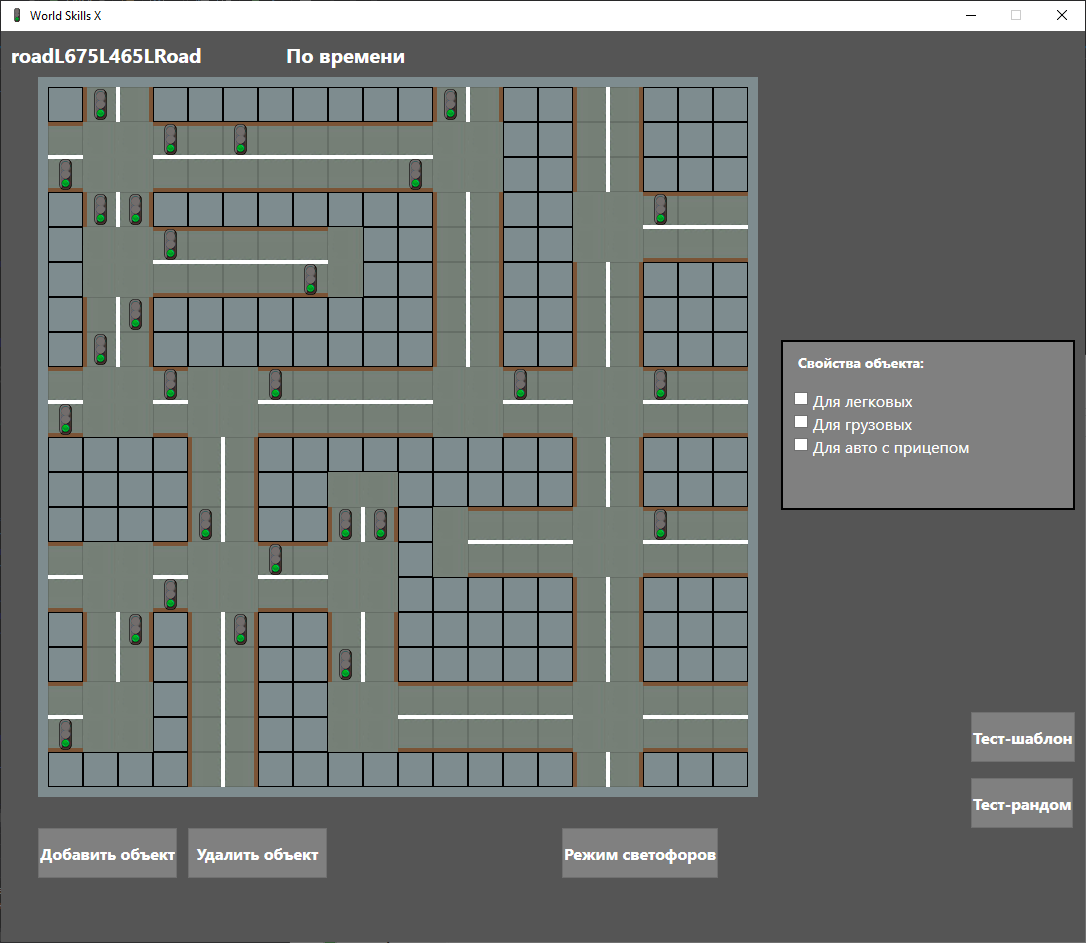 World Skills X
roadL675L465LRoad
По времени
Свойства объекта:
Для легковых
Для грузовых
Для авто с прицепом
Тест-шаблон
Тест-рандом
Добавить объект
Удалить объект
Режим светофоров